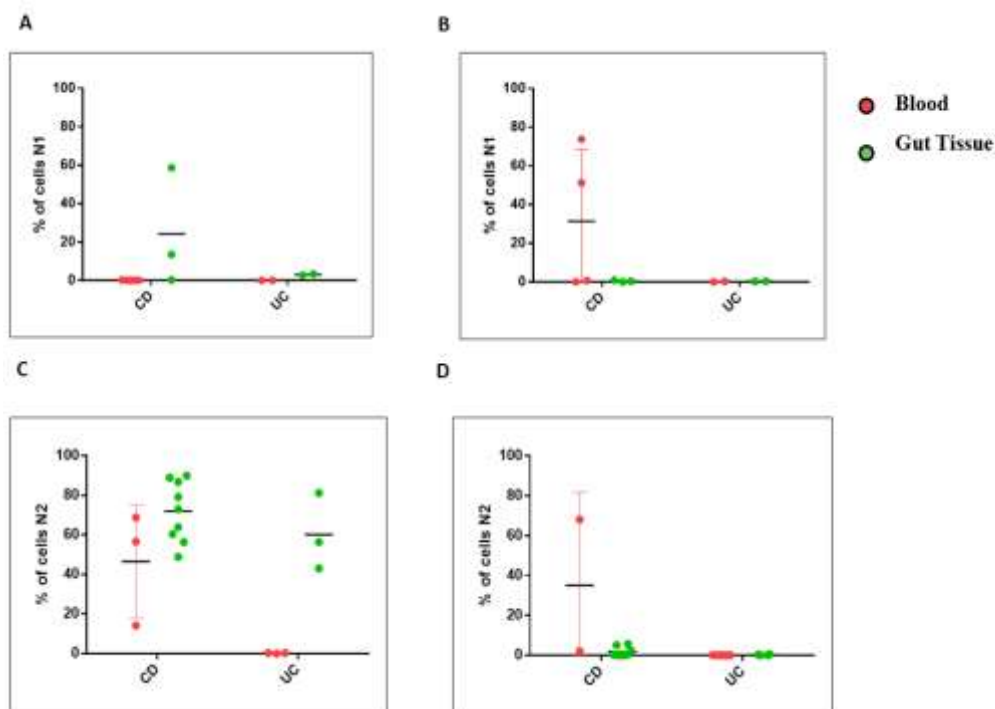 A
B
100
80
60
40
20
0
% of cells N1
CD
UC
100
80
60
40
20
0
% of cells N1
CD
UC
Blood
Gut Tissue
C
D
100
80
60
40
20
0
% of cells N2
CD
UC
100
80
60
40
20
0
% of cells N2
CD
UC